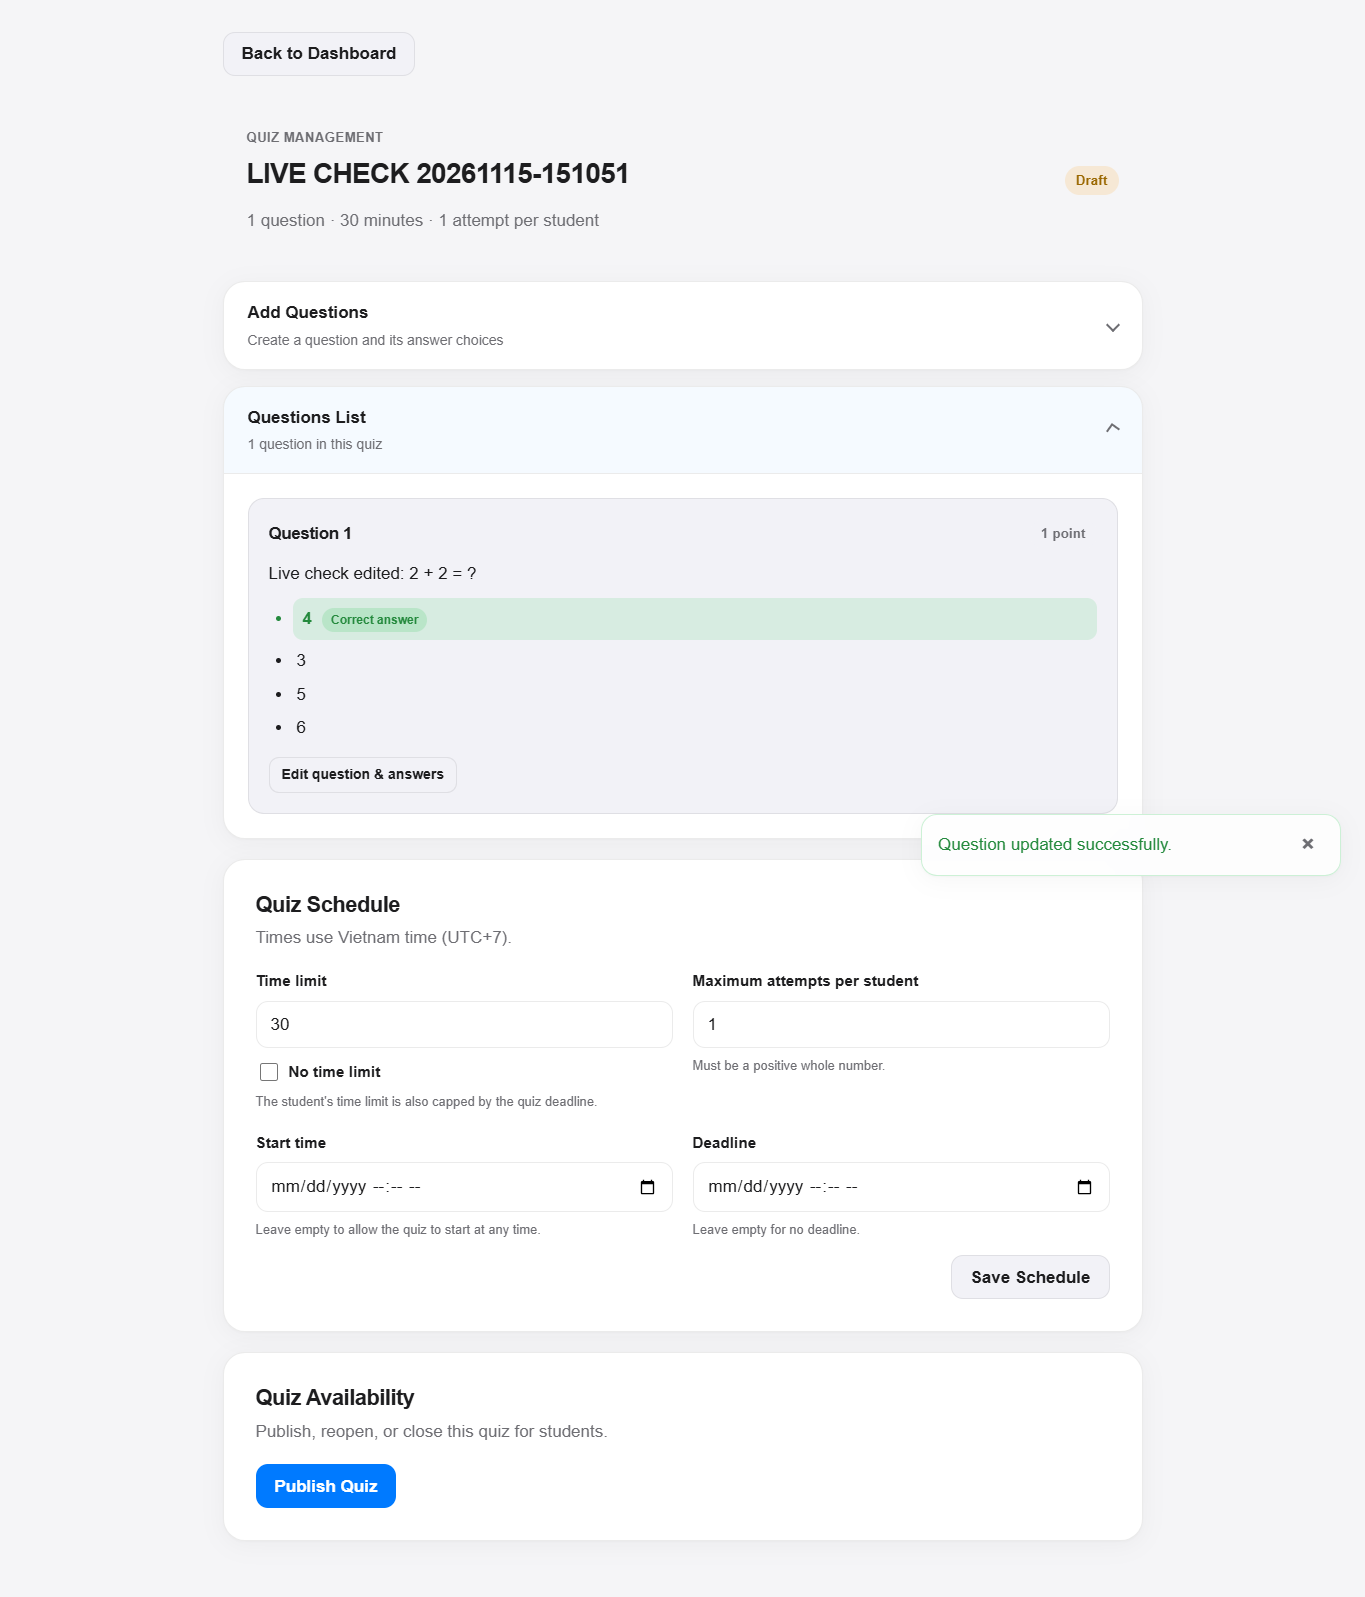 Back to Dashboard
QUIZ MANAGEMENT
LIVE CHECK 20261115-151051
Draft
1 question · 30 minutes · 1 attempt per student
Add Questions
Create a question and its answer choices
Questions List
1 question in this quiz
Question 1
1 point
Live check edited: 2 + 2 = ?
4 Correct answer
3
5
6
Edit question & answers
Question updated successfully.
Quiz Schedule
Times use Vietnam time (UTC+7).
Time limit
Maximum attempts per student
30
1
No time limit
Must be a positive whole number.
The student's time limit is also capped by the quiz deadline.
Start time
Deadline
mm/dd/yyyy --:-- --
mm/dd/yyyy --:-- --
Leave empty to allow the quiz to start at any time.
Leave empty for no deadline.
Save Schedule
Quiz Availability
Publish, reopen, or close this quiz for students.
Publish Quiz